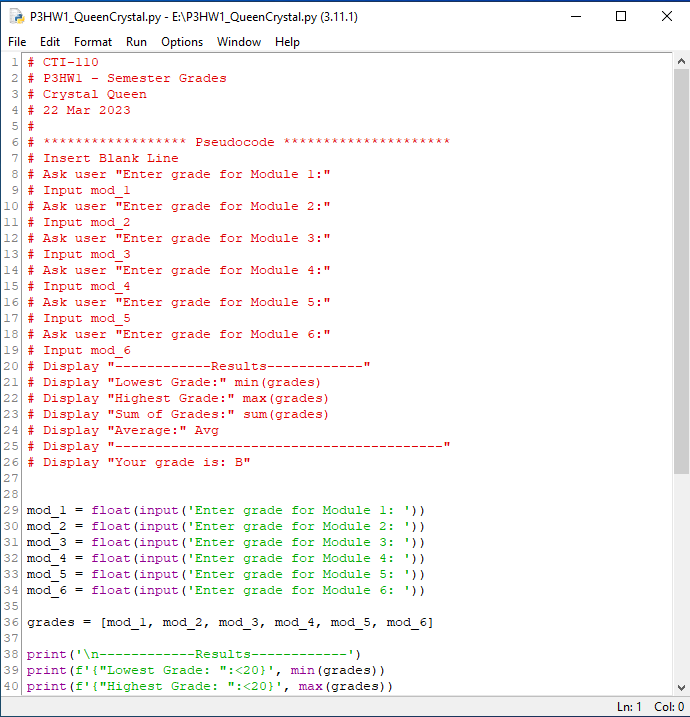 P3HW1_QueenCrystal.py - E:\P3HW1_QueenCrystal.py (3.11.1)
File Edit Format Run Options Window Help
1 # CTI-110
2 # P3HW1 - Semester Grades
3 # Crystal Queen
4 # 22 Mar 2023
5 #
6 # ****************** Pseudocode *********************
7 # Insert Blank Line
8 # Ask user "Enter grade for Module 1:"
9 # Input mod_1
10 # Ask user "Enter grade for Module 2:"
11 # Input mod_2
12 # Ask user "Enter grade for Module 3:"
13 # Input mod_3
14 # Ask user "Enter grade for Module 4:"
15 # Input mod_4
16 # Ask user "Enter grade for Module 5:"
17 # Input mod_5
18 # Ask user "Enter grade for Module 6:"
19 # Input mod_6
20 # Display "------------Results------------"
21 # Display "Lowest Grade:" min(grades)
22 # Display "Highest Grade:" max(grades)
23 # Display "Sum of Grades:" sum(grades)
24 # Display "Average:" Avg
25 # Display "-----------------------------------------"
26 # Display "Your grade is: B"
27
28
29 mod_1 = float(input('Enter grade for Module 1: '))
30 mod_2 = float(input('Enter grade for Module 2: '))
31 mod_3 = float(input('Enter grade for Module 3: '))
32 mod_4 = float(input('Enter grade for Module 4: '))
33 mod_5 = float(input('Enter grade for Module 5: '))
34 mod_6 = float(input('Enter grade for Module 6: '))
35
36 grades = [mod_1, mod_2, mod_3, mod_4, mod_5, mod_6]
37
38 print('\n------------Results------------')
39 print(f'{"Lowest Grade: ":<20}', min(grades))
40 print(f'{"Highest Grade: ":<20}', max(grades))
Ln: 1 Col: 0